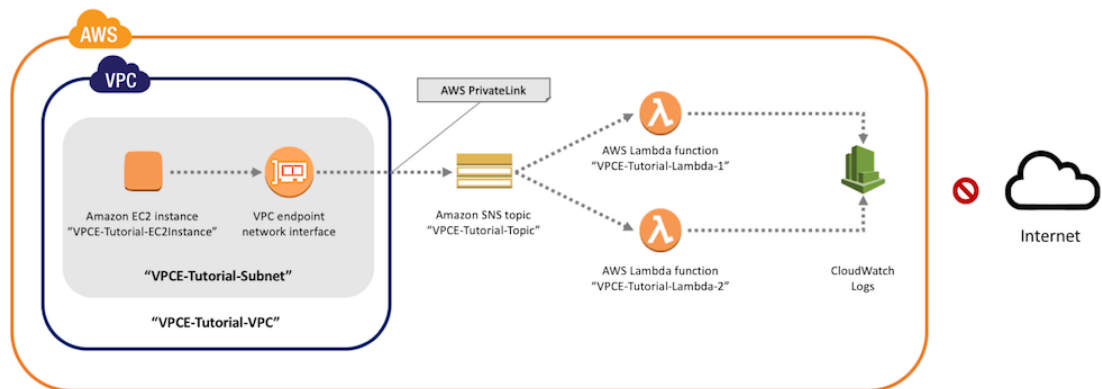 AWS
VPC
AWS PrivateLink
Amazon EC2 instance
“VPCE-Tutorial-EC2Instance”
VPC endpoint
network interface
“VPCE-Tutorial-Subnet”
“VPCE-Tutorial-VPC”
Amazon SNS topic
“VPCE-Tutorial-Topic”
AWS Lambda function
“VPCE-Tutorial-Lambda-1”
AWS Lambda function
“VPCE-Tutorial-Lambda-2”
CloudWatch
Logs
Internet